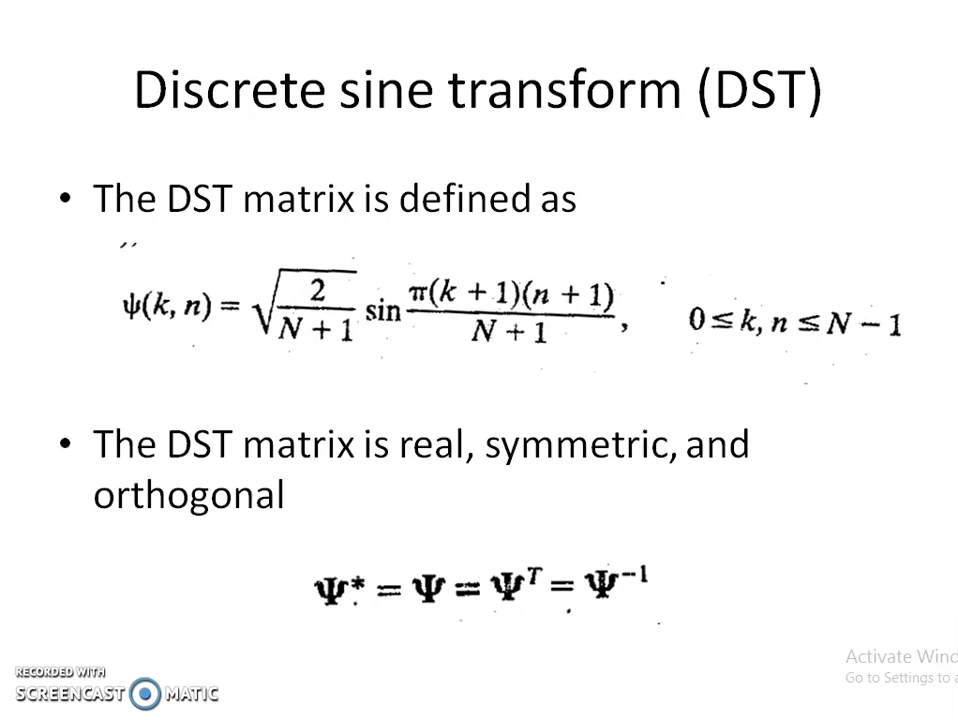 Discrete sine transform (DST)
• The DST matrix is defined as
ψ(k, n) = √(2/(N + 1)) sin (π(k + 1)(n + 1))/(N + 1), 0 ≤ k, n ≤ N − 1
• The DST matrix is real, symmetric, and
orthogonal
Ψ* = Ψ = Ψᵀ = Ψ⁻¹
RECORDED WITH
SCREENCAST MATIC
Activate Wind
Go to Settings to a